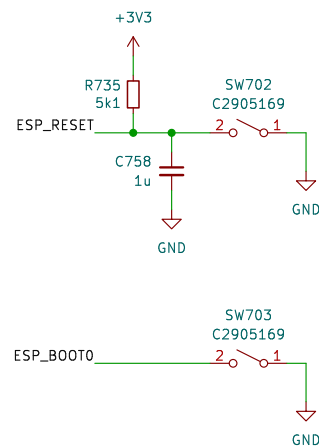 +3V3
R735
5k1
SW702
C2905169
ESP_RESET
2 1
C758
1u
GND
GND
SW703
C2905169
ESP_BOOT0
2 1
GND